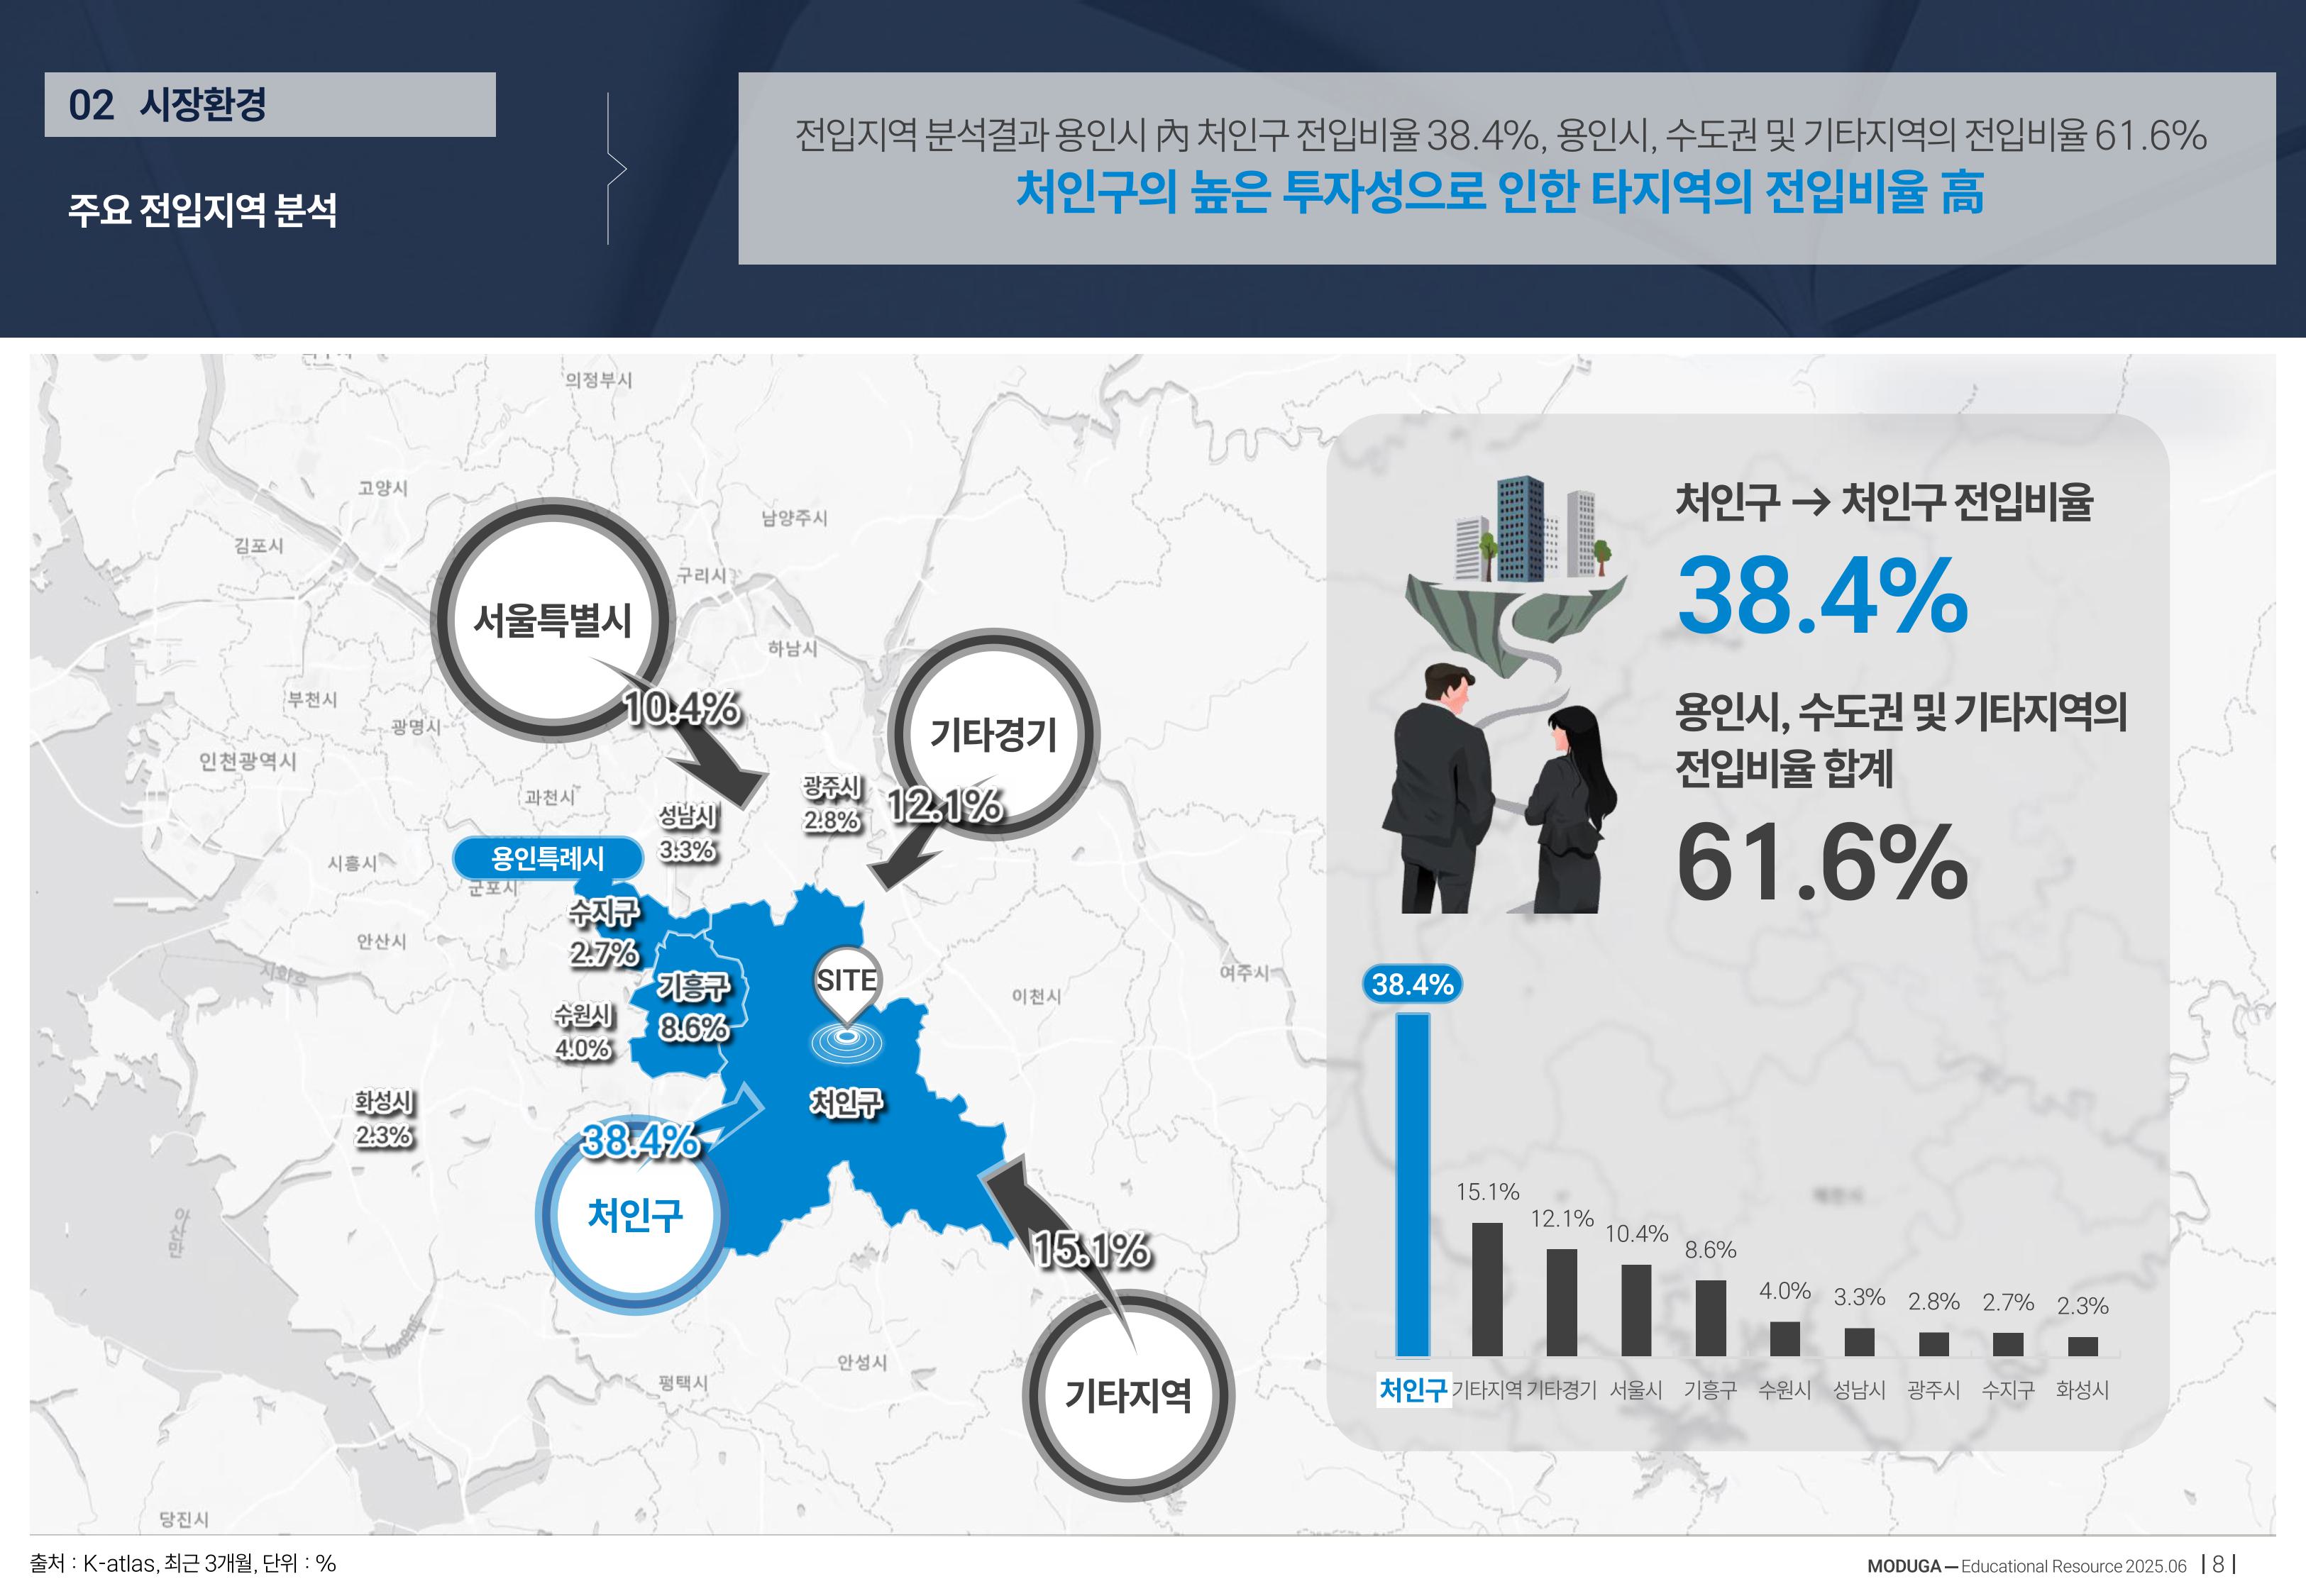 02 시장환경
주요 전입지역 분석
전입지역 분석결과 용인시 內 처인구 전입비율 38.4%, 용인시, 수도권 및 기타지역의 전입비율 61.6%
처인구의 높은 투자성으로 인한 타지역의 전입비율 高
의정부시
고양시
남양주시
김포시
구리시
서울특별시
하남시
부천시
광명시
10.4%
기타경기
인천광역시
과천시
광주시
2.8%
12.1%
성남시
3.3%
용인특례시
시흥시
군포시
수지구
2.7%
안산시
시화호
기흥구
8.6%
SITE
여주시
이천시
수원시
4.0%
처인구
화성시
2.3%
38.4%
처인구
아산만
15.1%
안성시
평택시
기타지역
당진시
처인구 → 처인구 전입비율
38.4%
용인시, 수도권 및 기타지역의
전입비율 합계
61.6%
38.4%
15.1%
12.1%
10.4%
8.6%
4.0%
3.3%
2.8%
2.7%
2.3%
처인구 기타지역 기타경기 서울시 기흥구 수원시 성남시 광주시 수지구 화성시
출처 : K-atlas, 최근 3개월, 단위 : %
MODUGA — Educational Resource 2025.06 | 8 |